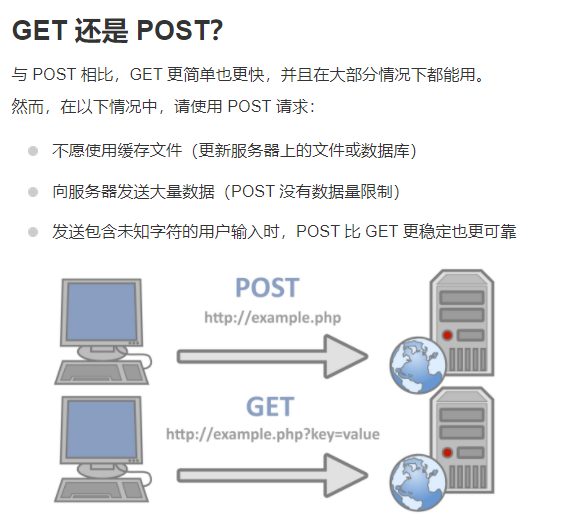 GET 还是 POST？
与 POST 相比，GET 更简单也更快，并且在大部分情况下都能用。
然而，在以下情况中，请使用 POST 请求：
不愿使用缓存文件（更新服务器上的文件或数据库）
向服务器发送大量数据（POST 没有数据量限制）
发送包含未知字符的用户输入时，POST 比 GET 更稳定也更可靠
POST
http://example.php
GET
http://example.php?key=value